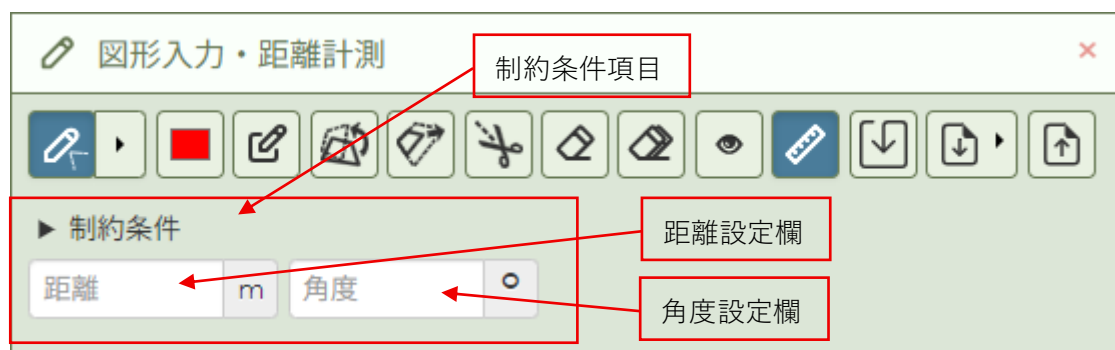 図形入力・距離計測
×
制約条件項目
▶ 制約条件
距離 m 角度 °
距離設定欄
角度設定欄